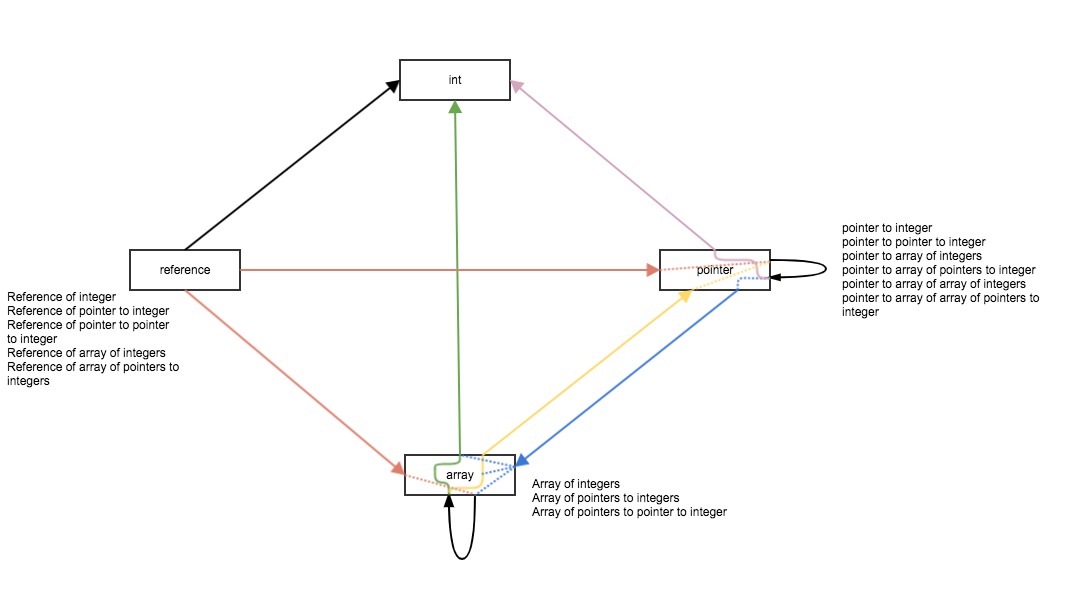 int
reference
pointer
pointer to integer
pointer to pointer to integer
pointer to array of integers
pointer to array of pointers to integer
pointer to array of array of integers
pointer to array of array of pointers to
integer
Reference of integer
Reference of pointer to integer
Reference of pointer to pointer
to integer
Reference of array of integers
Reference of array of pointers to
integers
array
Array of integers
Array of pointers to integers
Array of pointers to pointer to integer